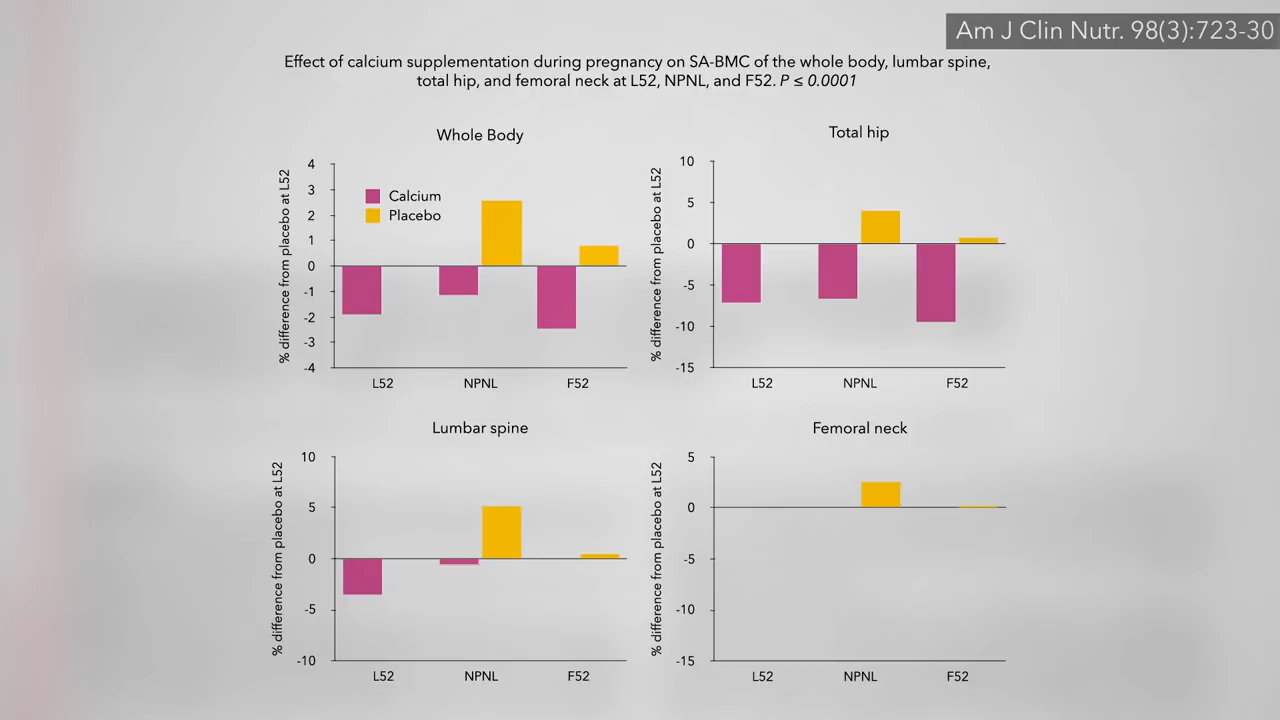 Am J Clin Nutr. 98(3):723-30
Effect of calcium supplementation during pregnancy on SA-BMC of the whole body, lumbar spine,
total hip, and femoral neck at L52, NPNL, and F52. P ≤ 0.0001
Whole Body
% difference from placebo at L52
4
3
2
1
0
-1
-2
-3
-4
Calcium
Placebo
L52 NPNL F52
Total hip
% difference from placebo at L52
10
5
0
-5
-10
-15
L52 NPNL F52
Lumbar spine
% difference from placebo at L52
10
5
0
-5
-10
L52 NPNL F52
Femoral neck
% difference from placebo at L52
5
0
-5
-10
-15
L52 NPNL F52